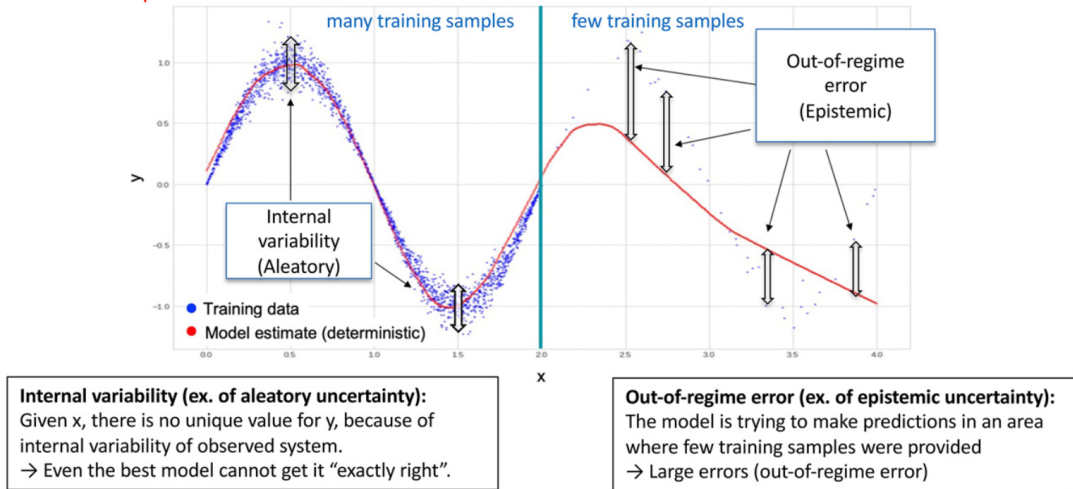 many training samples
few training samples
Out-of-regime
error
(Epistemic)
Internal
variability
(Aleatory)
Training data
Model estimate (deterministic)
y
1.0
0.5
0.0
-0.5
-1.0
0.0
0.5
1.0
1.5
2.0
2.5
3.0
3.5
4.0
x
Internal variability (ex. of aleatory uncertainty):
Given x, there is no unique value for y, because of
internal variability of observed system.
→ Even the best model cannot get it “exactly right”.
Out-of-regime error (ex. of epistemic uncertainty):
The model is trying to make predictions in an area
where few training samples were provided
→ Large errors (out-of-regime error)